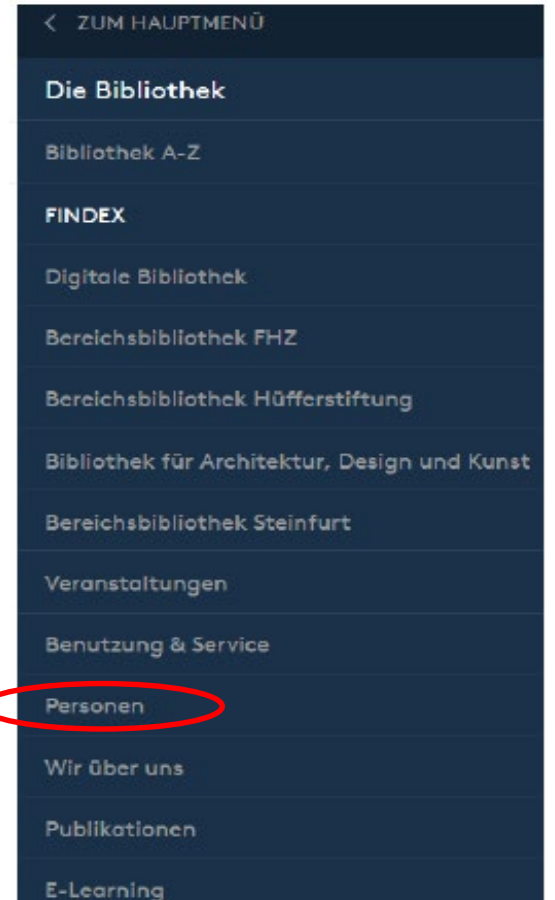 < ZUM HAUPTMENÜ
Die Bibliothek
Bibliothek A-Z
FINDEX
Digitale Bibliothek
Bereichsbibliothek FHZ
Bereichsbibliothek Hüfferstiftung
Bibliothek für Architektur, Design und Kunst
Bereichsbibliothek Steinfurt
Veranstaltungen
Benutzung & Service
Personen
Wir über uns
Publikationen
E-Learning